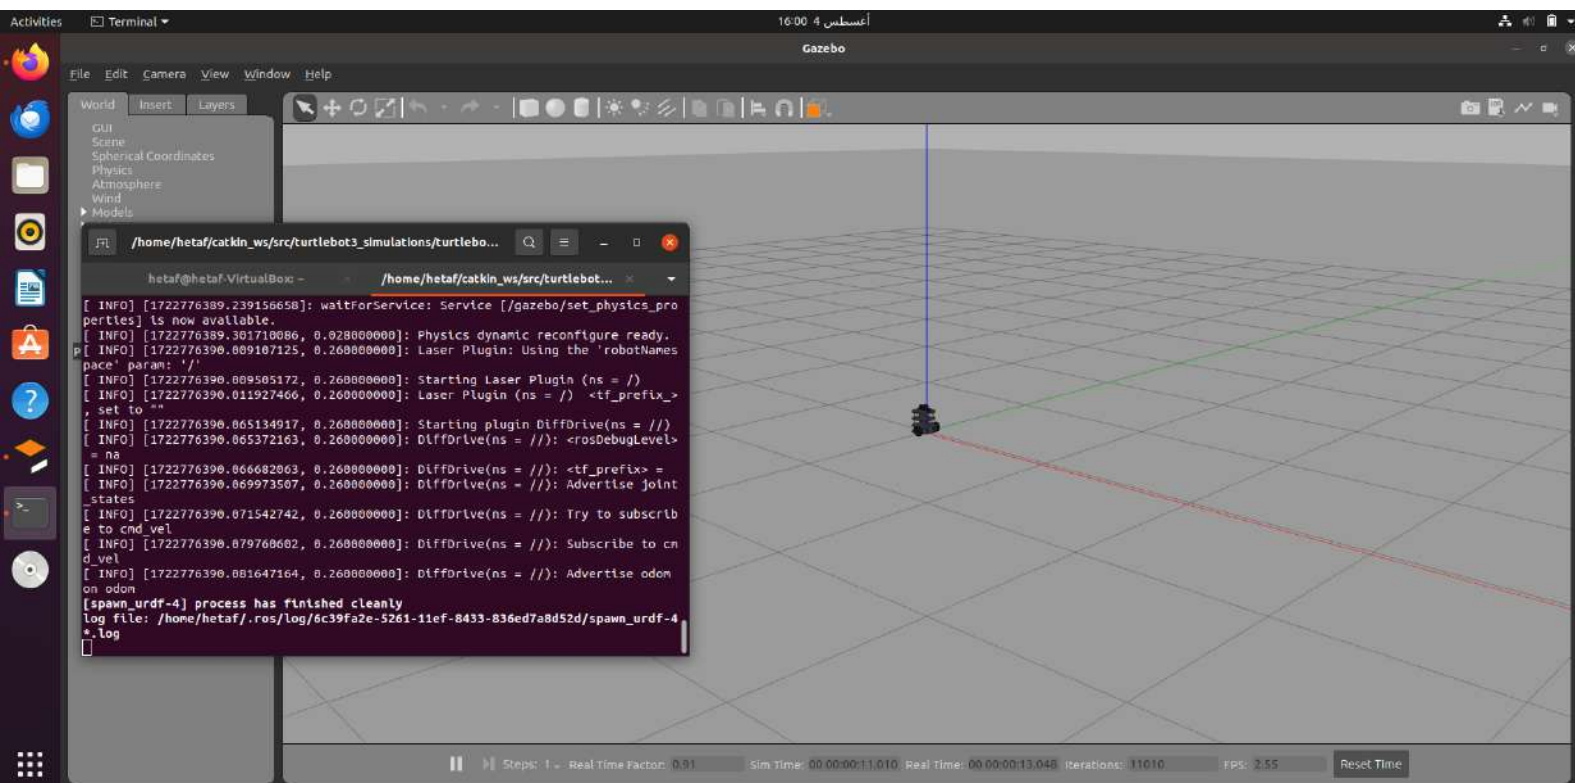 Activities
Terminal
أغسطس 4 16:00
Gazebo
File Edit Camera View Window Help
World Insert Layers
GUI
Scene
Spherical Coordinates
Physics
Atmosphere
Wind
Models
/home/hetaf/catkin_ws/src/turtlebot3_simulations/turtlebo...
hetaf@hetaf-VirtualBox: ~
/home/hetaf/catkin_ws/src/turtlebot...
[ INFO] [1722776389.239156658]: waitForService: Service [/gazebo/set_physics_pro
perties] is now available.
[ INFO] [1722776389.301710086, 0.028000000]: Physics dynamic reconfigure ready.
[ INFO] [1722776390.009107125, 0.260000000]: Laser Plugin: Using the 'robotNames
pace' param: '/'
[ INFO] [1722776390.009505172, 0.260000000]: Starting Laser Plugin (ns = /)
[ INFO] [1722776390.011927466, 0.260000000]: Laser Plugin (ns = /) <tf_prefix_>
, set to ""
[ INFO] [1722776390.065134917, 0.260000000]: Starting plugin DiffDrive(ns = //)
[ INFO] [1722776390.065372163, 0.260000000]: DiffDrive(ns = //): <rosDebugLevel>
= na
[ INFO] [1722776390.066682063, 0.260000000]: DiffDrive(ns = //): <tf_prefix> =
[ INFO] [1722776390.069973507, 0.260000000]: DiffDrive(ns = //): Advertise joint
_states
[ INFO] [1722776390.071542742, 0.260000000]: DiffDrive(ns = //): Try to subscrib
e to cmd_vel
[ INFO] [1722776390.079760602, 0.260000000]: DiffDrive(ns = //): Subscribe to cm
d_vel
[ INFO] [1722776390.081647164, 0.260000000]: DiffDrive(ns = //): Advertise odom
on odom
[spawn_urdf-4] process has finished cleanly
log file: /home/hetaf/.ros/log/6c39fa2e-5261-11ef-8433-836ed7a8d52d/spawn_urdf-4
*.log
Steps: 1 Real Time Factor: 0.91 Sim Time: 00 00:00:11.010 Real Time: 00 00:00:13.048 Iterations: 11010 FPS: 2.55 Reset Time